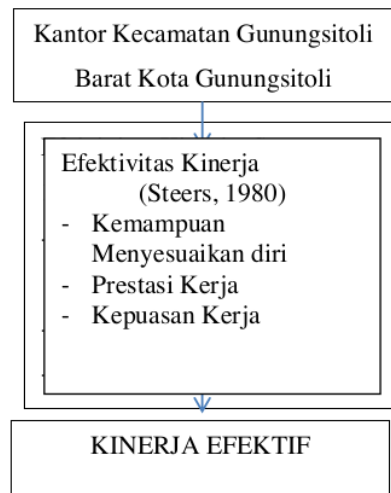 Kantor Kecamatan Gunungsitoli
Barat Kota Gunungsitoli
Efektivitas Kinerja
(Steers, 1980)
- Kemampuan
Menyesuaikan diri
- Prestasi Kerja
- Kepuasan Kerja
KINERJA EFEKTIF